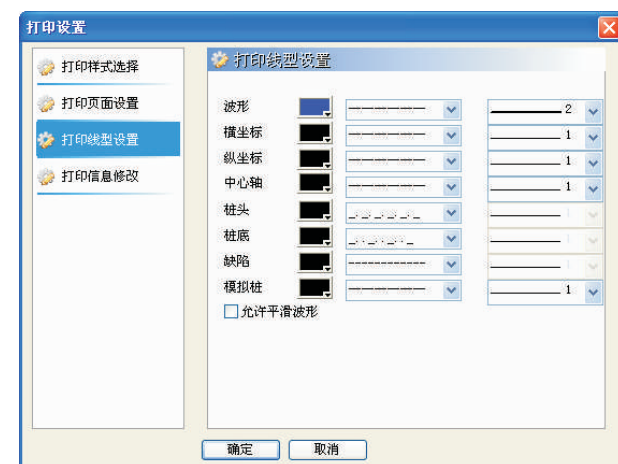 打印设置
打印样式选择
打印页面设置
打印线型设置
打印信息修改
打印线型设置
波形 2
横坐标 1
纵坐标 1
中心轴 1
桩头 1
桩底 1
缺陷 1
模拟桩 1
允许平滑波形
确定 取消